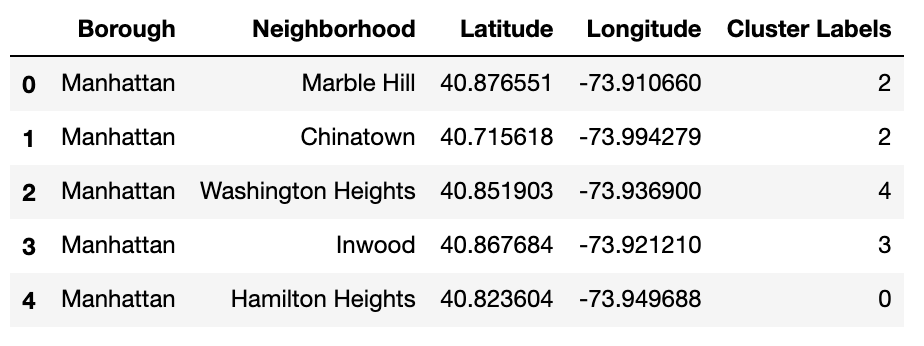 Borough Neighborhood Latitude Longitude Cluster Labels
0 Manhattan Marble Hill 40.876551 -73.910660 2
1 Manhattan Chinatown 40.715618 -73.994279 2
2 Manhattan Washington Heights 40.851903 -73.936900 4
3 Manhattan Inwood 40.867684 -73.921210 3
4 Manhattan Hamilton Heights 40.823604 -73.949688 0